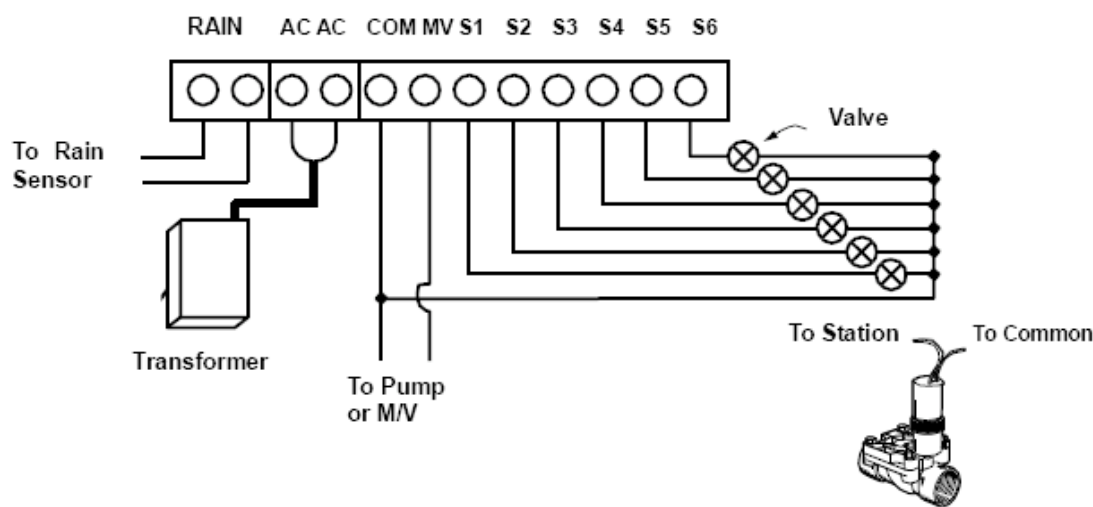 RAIN AC AC COM MV S1 S2 S3 S4 S5 S6
Valve
To Rain
Sensor
To Station To Common
Transformer
To Pump
or M/V